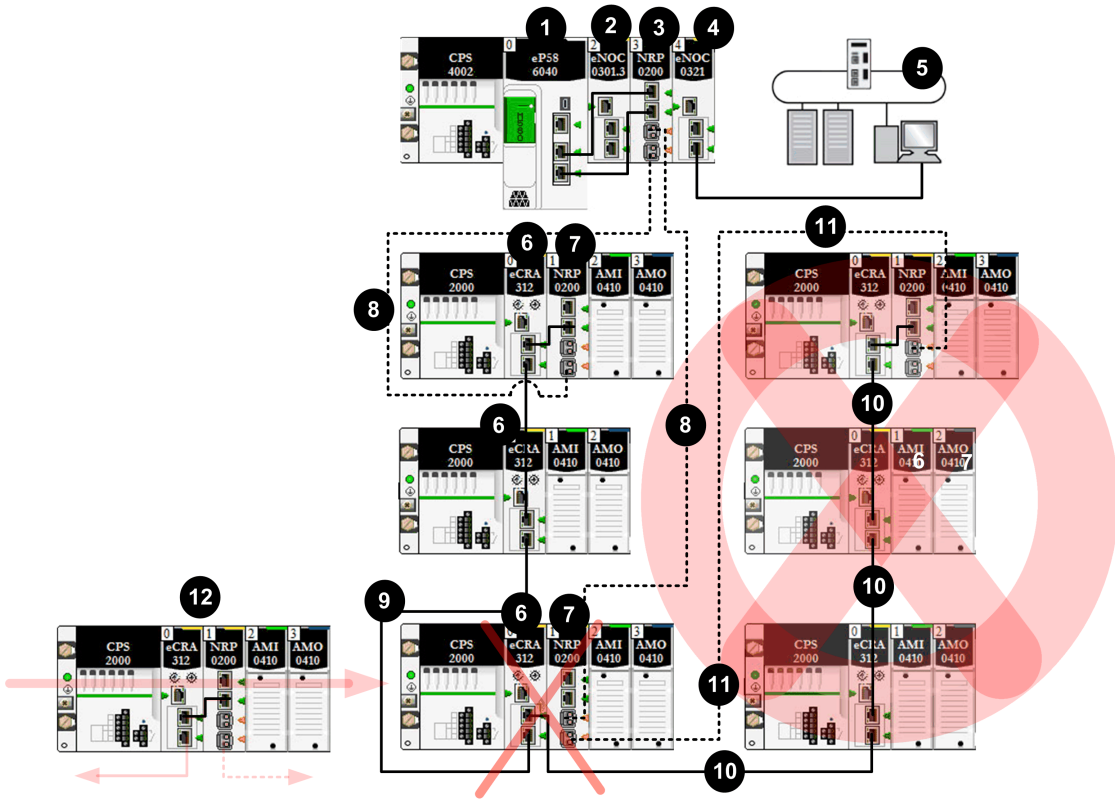 1 2 3 4
0 2 3 4
CPS eP58 eNOC NRP eNOC
4002 6040 0301.3 0200 0321
5
6 7 11
0 1 2 3
CPS eCRA NRP AMI AMO
2000 312 0200 0410 0410
0 1 2 3
CPS eCRA NRP AMI AMO
2000 312 0200 0410 0410
8
10
6 8
0 1 2
CPS eCRA AMI AMO
2000 312 0410 0410
0 1 2
CPS eCRA AMI AMO
2000 312 0410 0410
6 7
10
12 9 6 7
0 1 2 3
CPS eCRA NRP AMI AMO
2000 312 0200 0410 0410
0 1 2 3
CPS eCRA NRP AMI AMO
2000 312 0200 0410 0410
11
0 1 2
CPS eCRA AMI AMO
2000 312 0410 0410
10